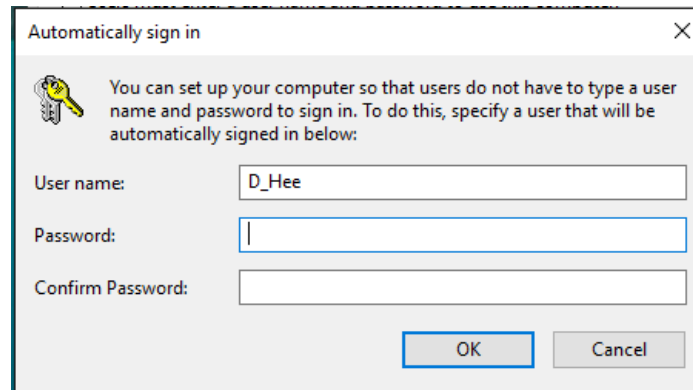 Automatically sign in
You can set up your computer so that users do not have to type a user
name and password to sign in. To do this, specify a user that will be
automatically signed in below:
User name:
D_Hee
Password:
Confirm Password:
OK
Cancel